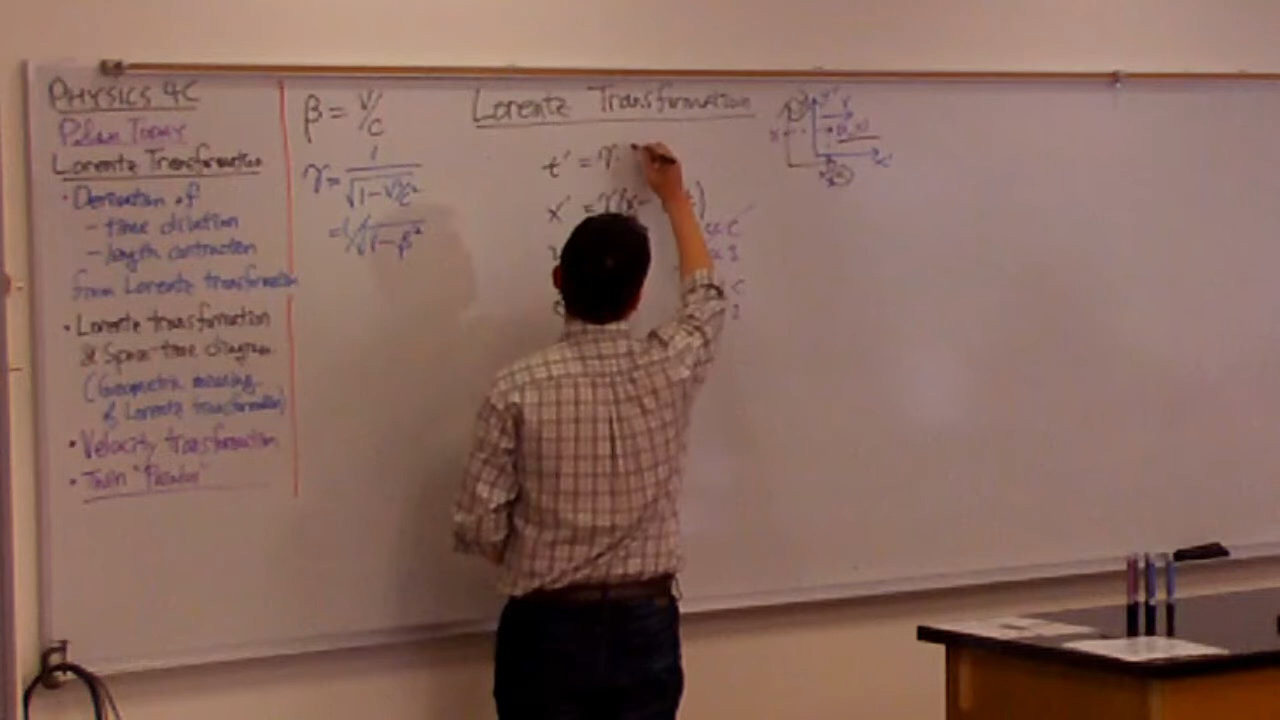 PHYSICS 4C
Plan Today
Lorentz Transformation
• Derivation of
- time dilation
- length contraction
from Lorentz transformation
• Lorentz transformation
& Space-time diagram
(Geometric meaning
of Lorentz transformation)
• Velocity transformation
• Twin "Paradox"
β = v/c
γ = 1/√(1-v²/c²)
= 1/√(1-β²)
Lorentz Transformation
t' = γ
x' = γ(x-